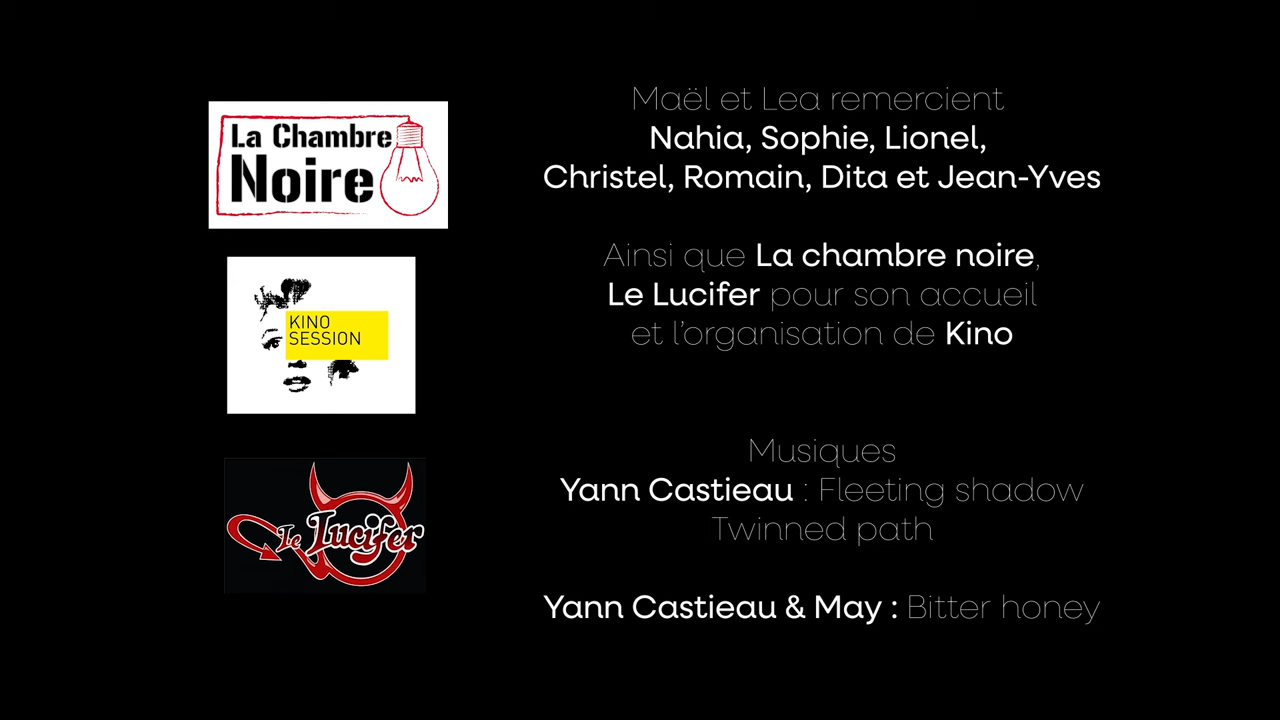 La Chambre
Noire
KINO
SESSION
Le Lucifer
Maël et Lea remercient
Nahia, Sophie, Lionel,
Christel, Romain, Dita et Jean-Yves
Ainsi que La chambre noire,
Le Lucifer pour son accueil
et l’organisation de Kino
Musiques
Yann Castieau : Fleeting shadow
Twinned path
Yann Castieau & May : Bitter honey